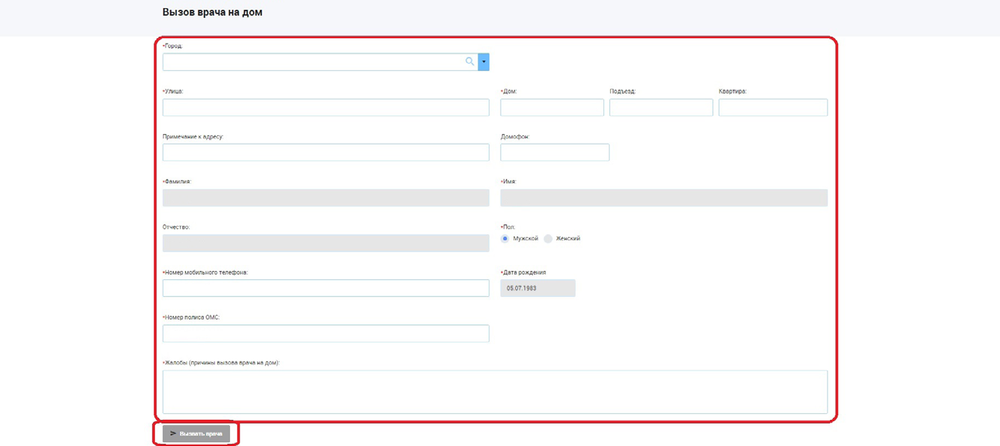 Вызов врача на дом
*Город:
*Улица:
*Дом:
Подъезд:
Квартира:
Примечание к адресу:
Домофон:
*Фамилия:
*Имя:
Отчество:
*Пол:
Мужской
Женский
*Номер мобильного телефона:
*Дата рождения
05.07.1983
*Номер полиса ОМС:
*Жалобы (причины вызова врача на дом):
Вызвать врача